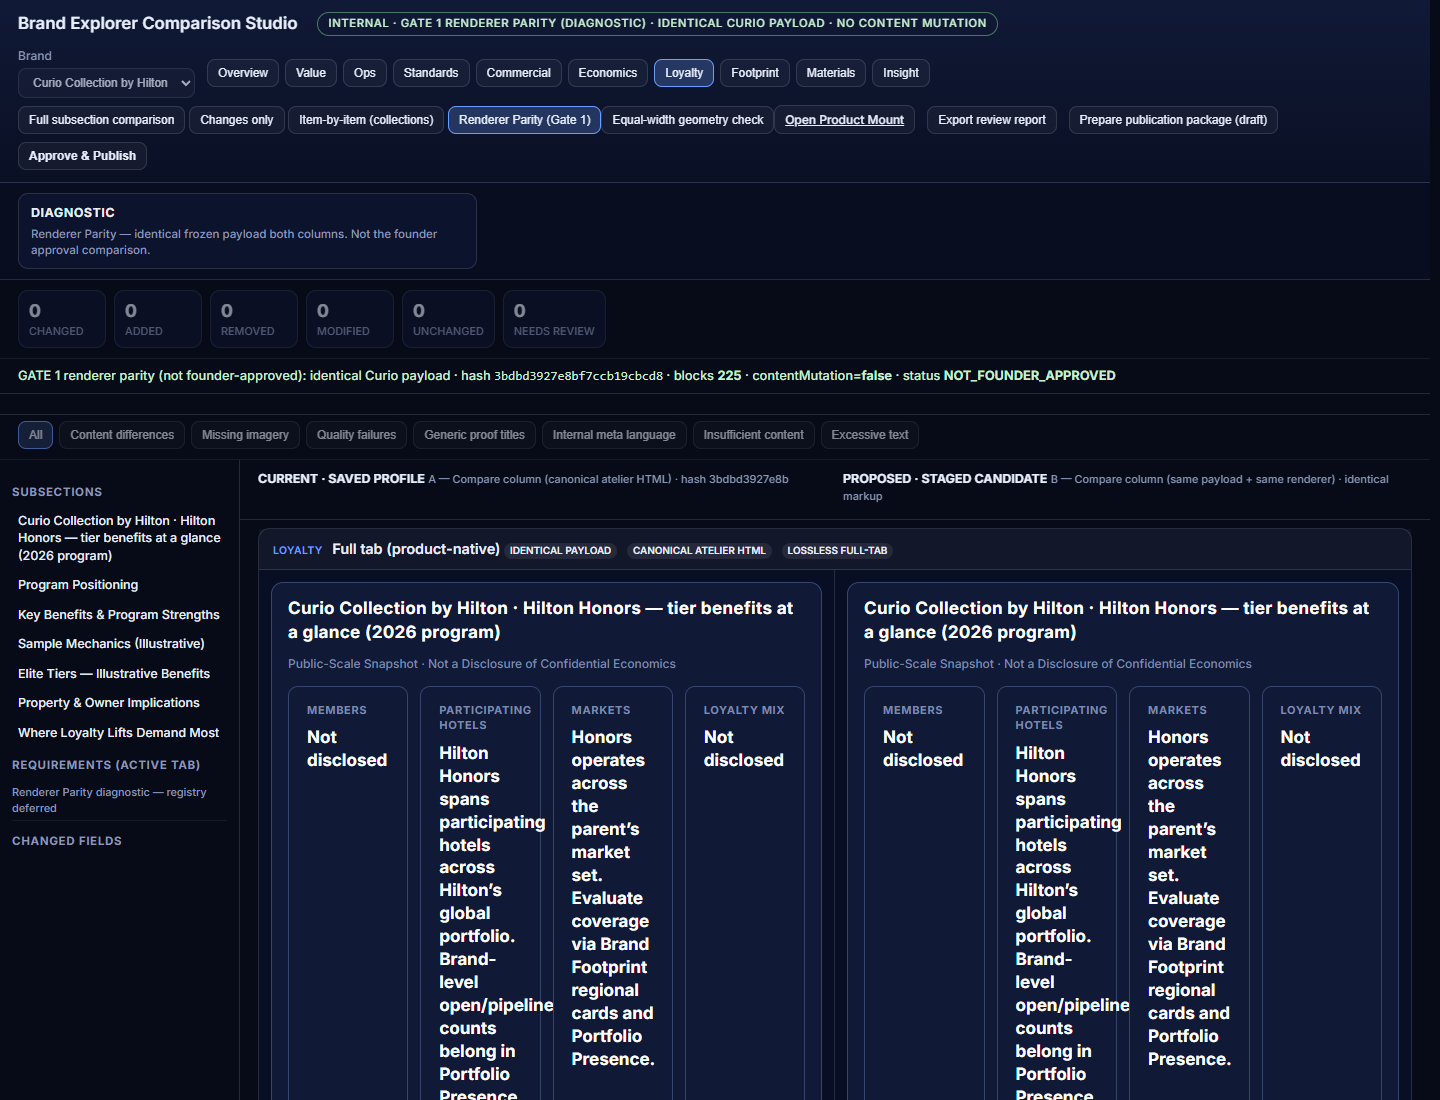 Brand Explorer Comparison Studio
INTERNAL · GATE 1 RENDERER PARITY (DIAGNOSTIC) · IDENTICAL CURIO PAYLOAD · NO CONTENT MUTATION
Brand
Curio Collection by Hilton
Overview
Value
Ops
Standards
Commercial
Economics
Loyalty
Footprint
Materials
Insight
Full subsection comparison
Changes only
Item-by-item (collections)
Renderer Parity (Gate 1)
Equal-width geometry check
Open Product Mount
Export review report
Prepare publication package (draft)
Approve & Publish
DIAGNOSTIC
Renderer Parity — identical frozen payload both columns. Not the founder
approval comparison.
0
CHANGED
0
ADDED
0
REMOVED
0
MODIFIED
0
UNCHANGED
0
NEEDS REVIEW
GATE 1 renderer parity (not founder-approved): identical Curio payload · hash 3bdbd3927e8bf7ccb19cbcd8 · blocks 225 · contentMutation=false · status NOT_FOUNDER_APPROVED
All
Content differences
Missing imagery
Quality failures
Generic proof titles
Internal meta language
Insufficient content
Excessive text
SUBSECTIONS
Curio Collection by Hilton · Hilton
Honors — tier benefits at a glance
(2026 program)
Program Positioning
Key Benefits & Program Strengths
Sample Mechanics (Illustrative)
Elite Tiers — Illustrative Benefits
Property & Owner Implications
Where Loyalty Lifts Demand Most
REQUIREMENTS (ACTIVE TAB)
Renderer Parity diagnostic — registry
deferred
CHANGED FIELDS
CURRENT · SAVED PROFILE A — Compare column (canonical atelier HTML) · hash 3bdbd3927e8b
PROPOSED · STAGED CANDIDATE B — Compare column (same payload + same renderer) · identical
markup
LOYALTY Full tab (product-native) IDENTICAL PAYLOAD CANONICAL ATELIER HTML LOSSLESS FULL-TAB
Curio Collection by Hilton · Hilton Honors — tier benefits at
a glance (2026 program)
Public-Scale Snapshot · Not a Disclosure of Confidential Economics
MEMBERS
Not
disclosed
PARTICIPATING
HOTELS
Hilton
Honors
spans
participating
hotels
across
Hilton’s
global
portfolio.
Brand-
level
open/pipeline
counts
belong in
Portfolio
Presence
MARKETS
Honors
operates
across
the
parent’s
market
set.
Evaluate
coverage
via Brand
Footprint
regional
cards and
Portfolio
Presence.
LOYALTY MIX
Not
disclosed
Curio Collection by Hilton · Hilton Honors — tier benefits at
a glance (2026 program)
Public-Scale Snapshot · Not a Disclosure of Confidential Economics
MEMBERS
Not
disclosed
PARTICIPATING
HOTELS
Hilton
Honors
spans
participating
hotels
across
Hilton’s
global
portfolio.
Brand-
level
open/pipeline
counts
belong in
Portfolio
Presence
MARKETS
Honors
operates
across
the
parent’s
market
set.
Evaluate
coverage
via Brand
Footprint
regional
cards and
Portfolio
Presence.
LOYALTY MIX
Not
disclosed